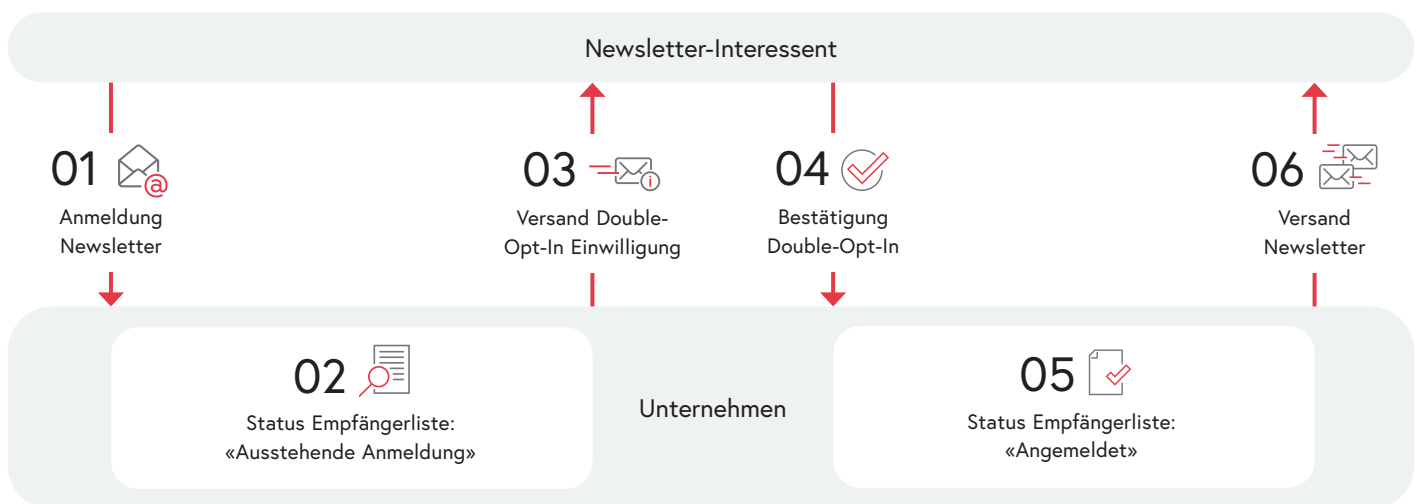 Newsletter-Interessent
01
Anmeldung
Newsletter
03
Versand Double-
Opt-In Einwilligung
04
Bestätigung
Double-Opt-In
06
Versand
Newsletter
02
Status Empfängerliste:
«Ausstehende Anmeldung»
Unternehmen
05
Status Empfängerliste:
«Angemeldet»